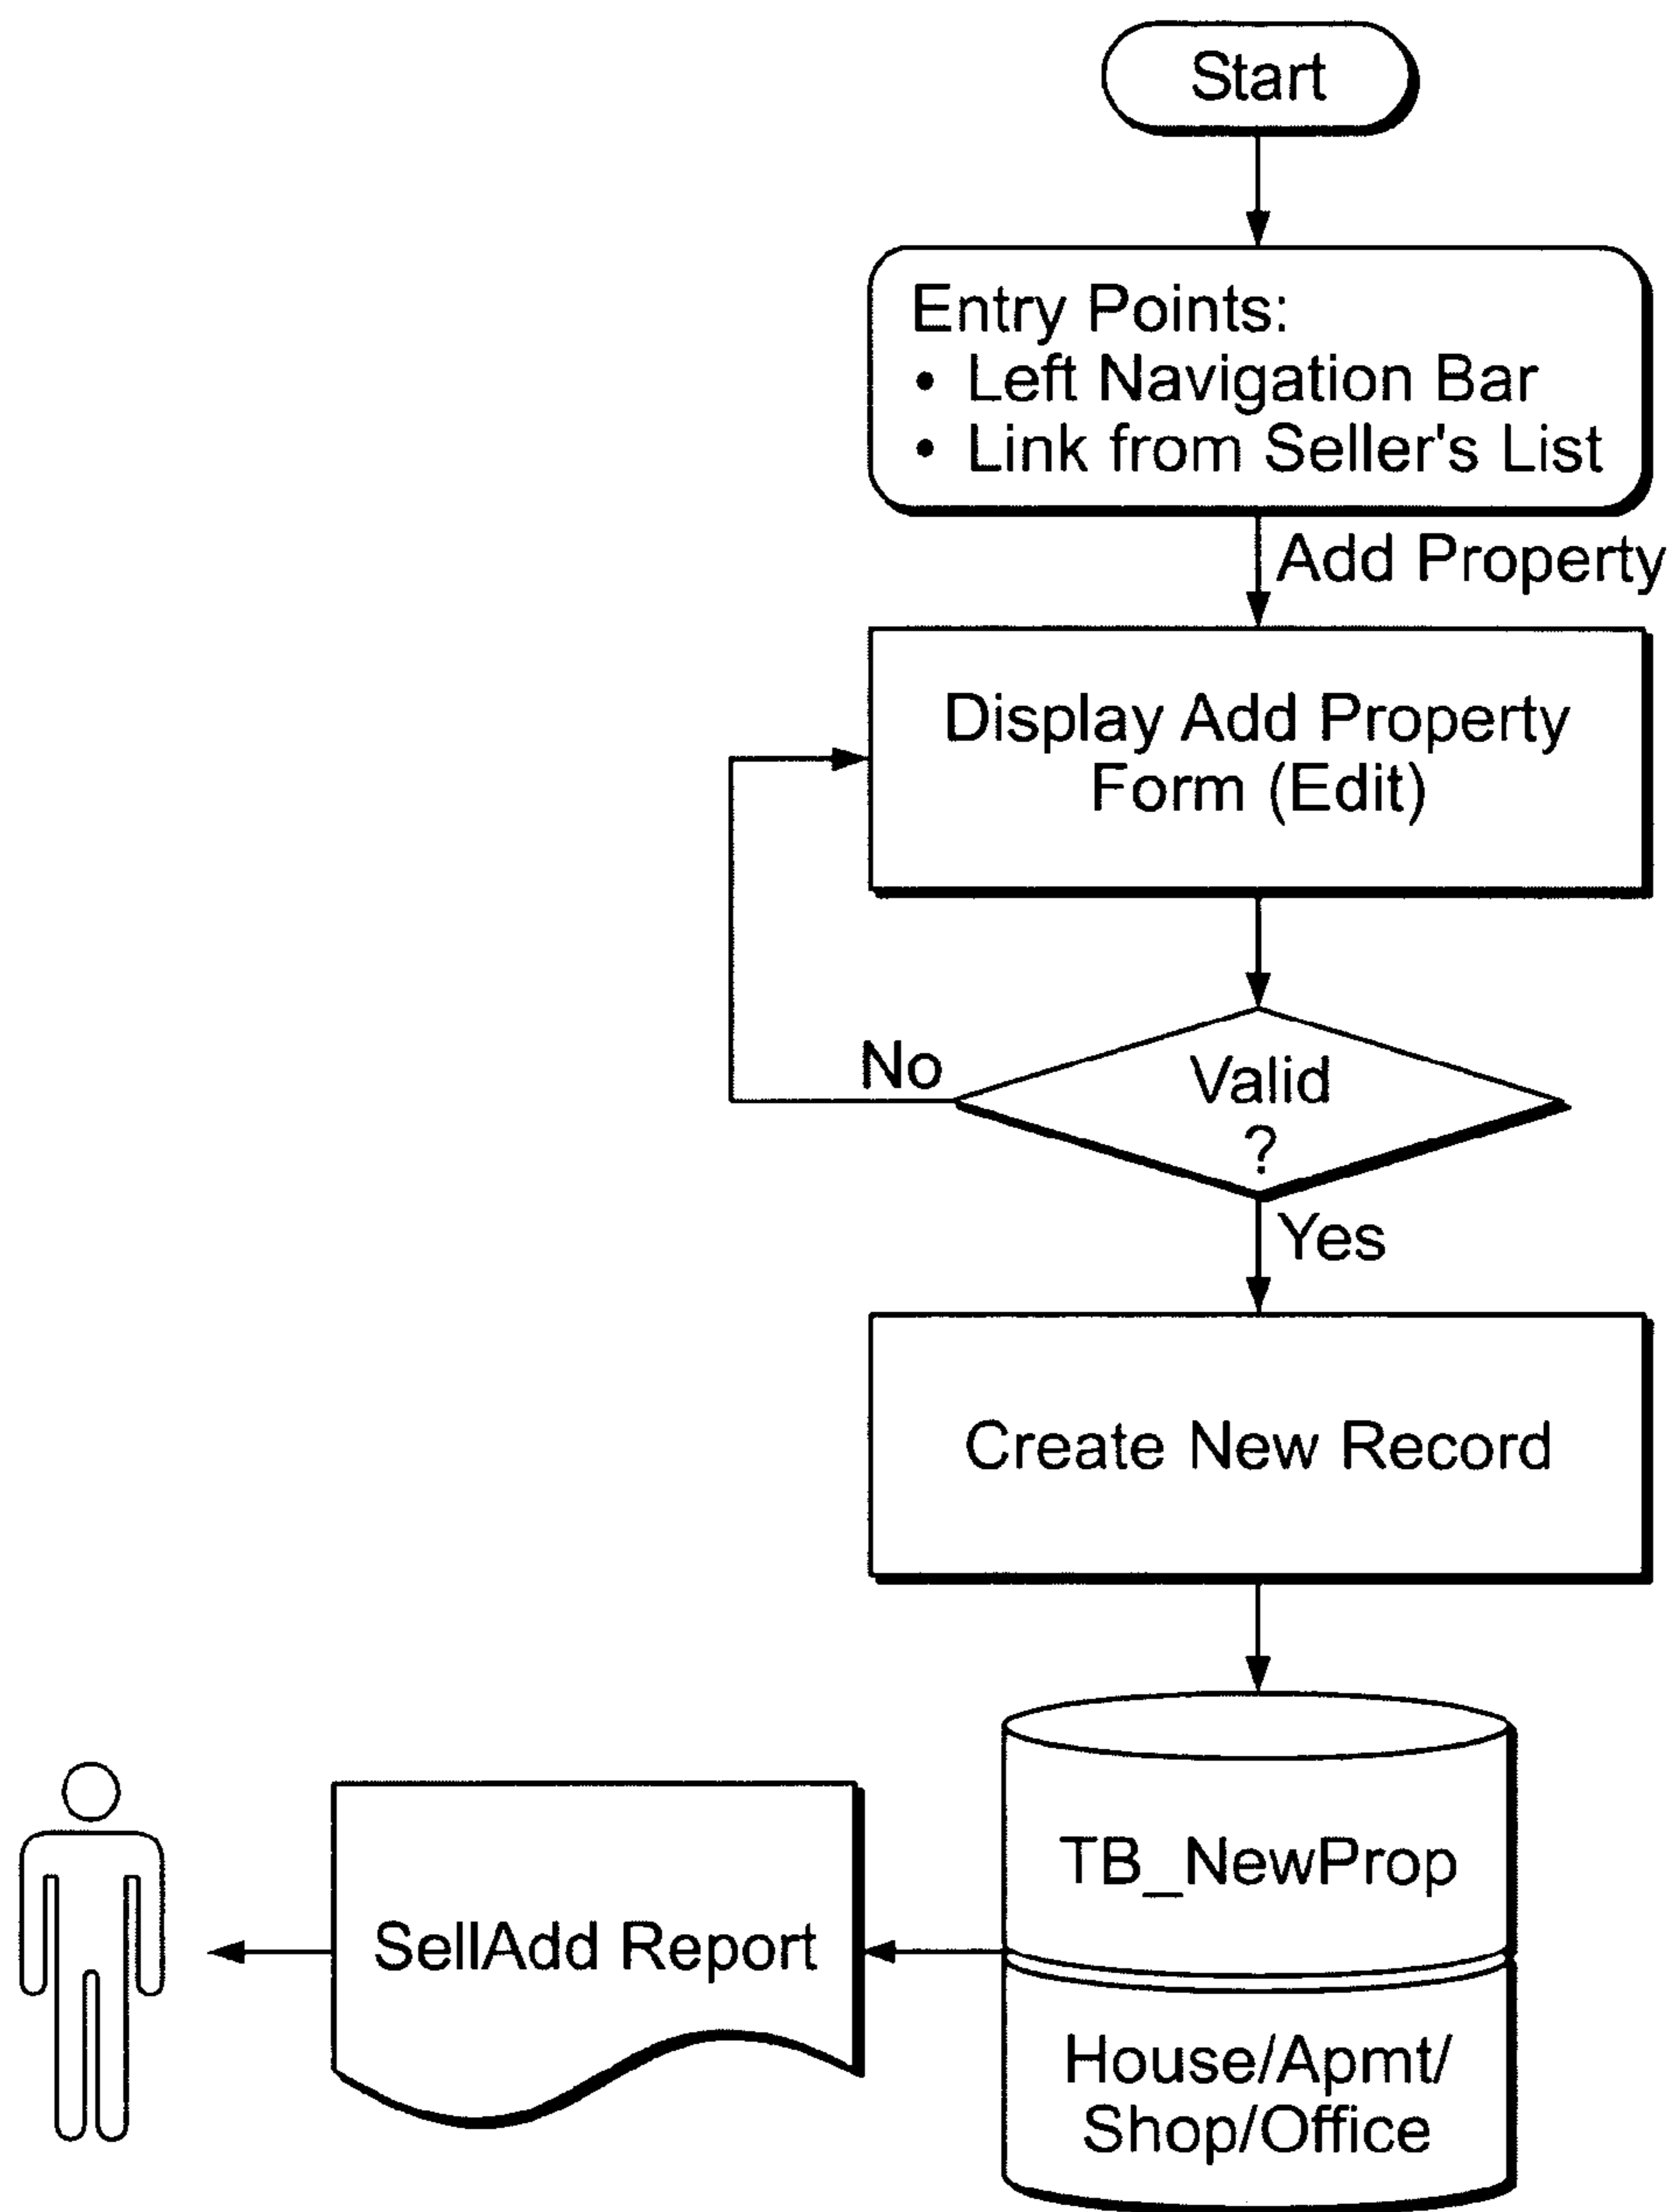 Start
Entry Points:
• Left Navigation Bar
• Link from Seller's List
Add Property
Display Add Property
Form (Edit)
No
Valid
?
Yes
Create New Record
TB_NewProp
SellAdd Report
House/Apmt/
Shop/Office